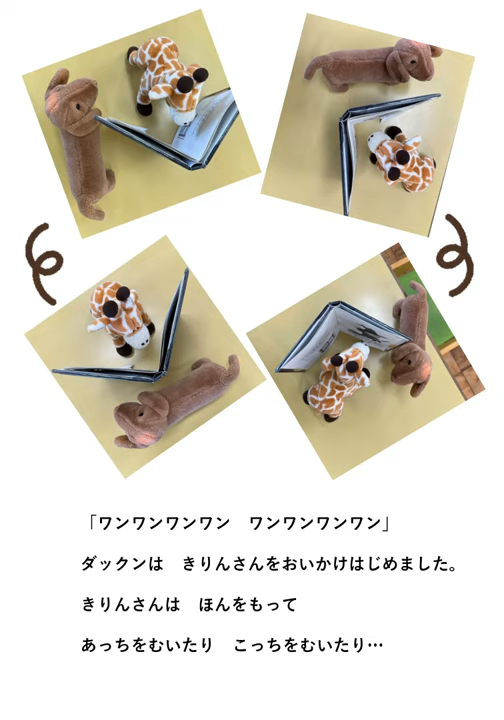 「ワンワンワンワン　ワンワンワンワン」
ダックンは　きりんさんをおいかけはじめました。
きりんさんは　ほんをもって
あっちをむいたり　こっちをむいたり…